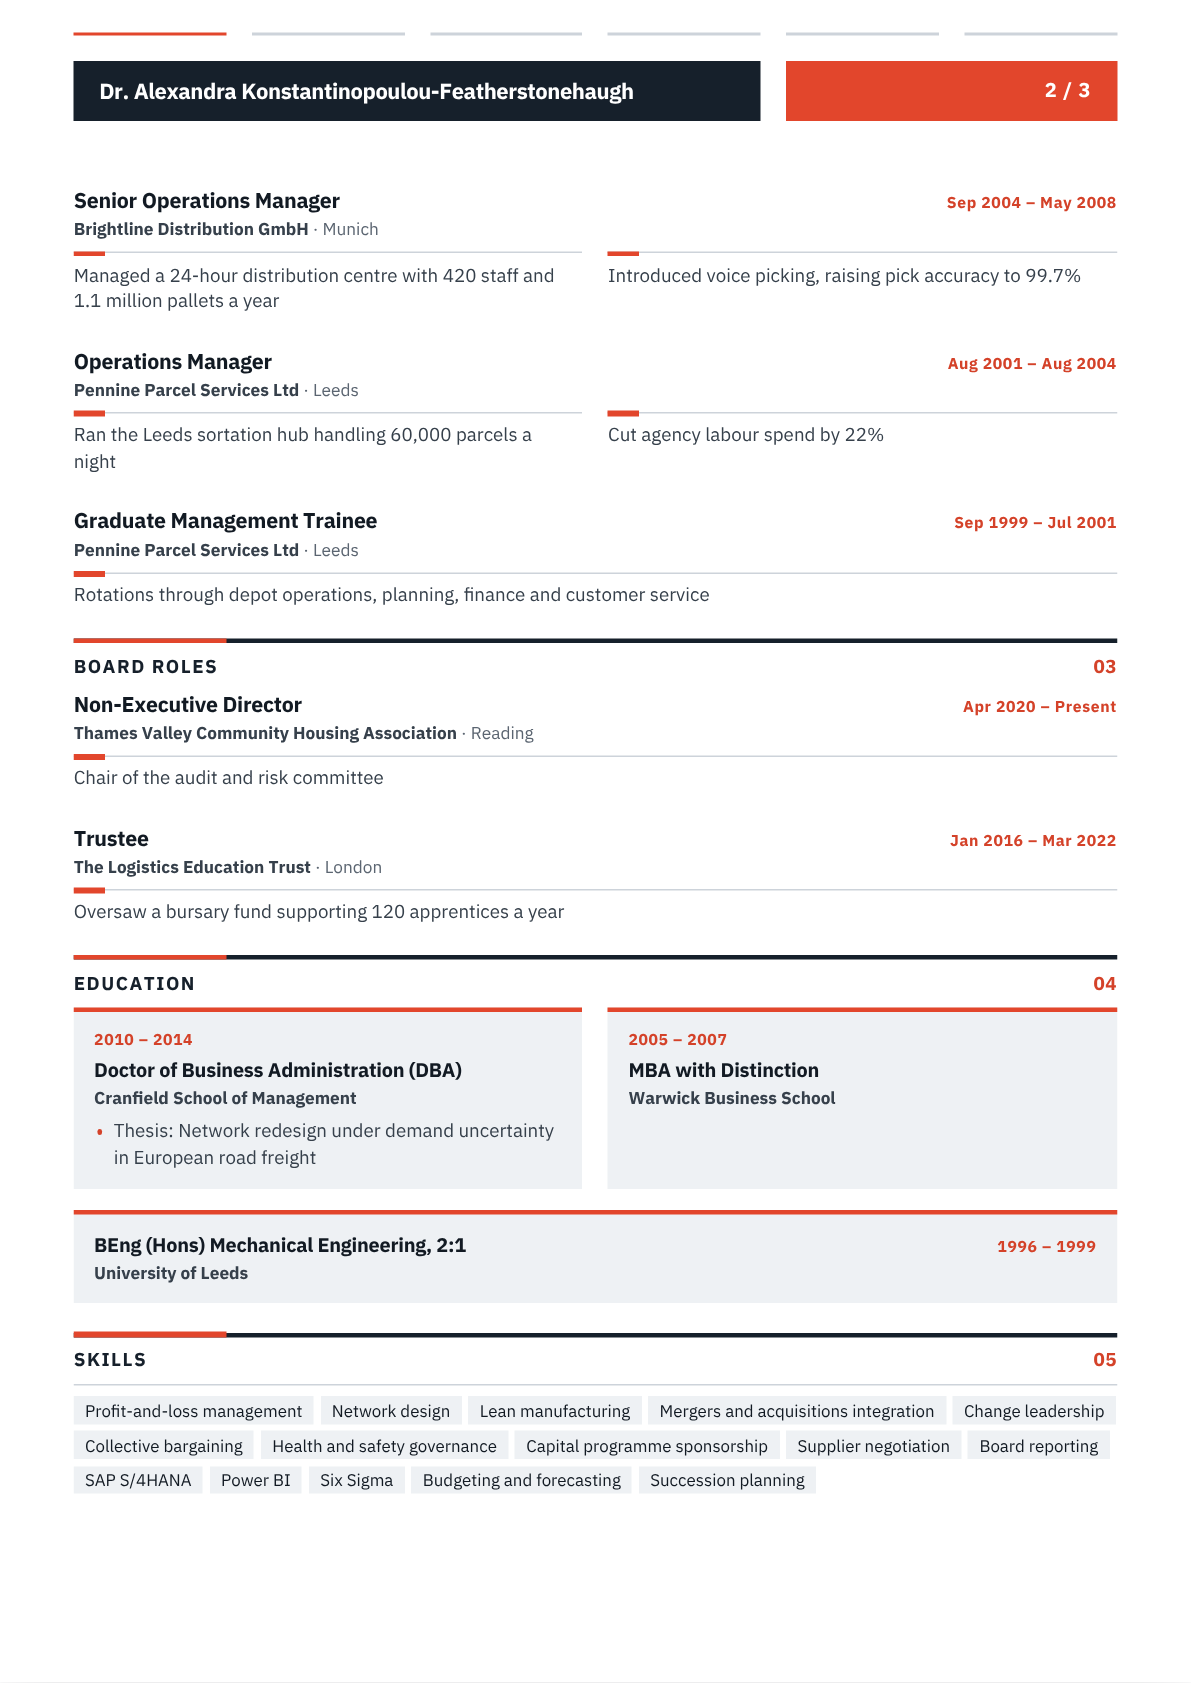 Dr. Alexandra Konstantinopoulou-Featherstonehaugh
2 / 3
Senior Operations Manager
Sep 2004 – May 2008
Brightline Distribution GmbH · Munich
Managed a 24-hour distribution centre with 420 staff and
1.1 million pallets a year
Introduced voice picking, raising pick accuracy to 99.7%
Operations Manager
Aug 2001 – Aug 2004
Pennine Parcel Services Ltd · Leeds
Ran the Leeds sortation hub handling 60,000 parcels a
night
Cut agency labour spend by 22%
Graduate Management Trainee
Sep 1999 – Jul 2001
Pennine Parcel Services Ltd · Leeds
Rotations through depot operations, planning, finance and customer service
BOARD ROLES
03
Non-Executive Director
Apr 2020 – Present
Thames Valley Community Housing Association · Reading
Chair of the audit and risk committee
Trustee
Jan 2016 – Mar 2022
The Logistics Education Trust · London
Oversaw a bursary fund supporting 120 apprentices a year
EDUCATION
04
2010 – 2014
Doctor of Business Administration (DBA)
Cranfield School of Management
• Thesis: Network redesign under demand uncertainty
in European road freight
2005 – 2007
MBA with Distinction
Warwick Business School
BEng (Hons) Mechanical Engineering, 2:1
1996 – 1999
University of Leeds
SKILLS
05
Profit-and-loss management Network design Lean manufacturing Mergers and acquisitions integration Change leadership
Collective bargaining Health and safety governance Capital programme sponsorship Supplier negotiation Board reporting
SAP S/4HANA Power BI Six Sigma Budgeting and forecasting Succession planning